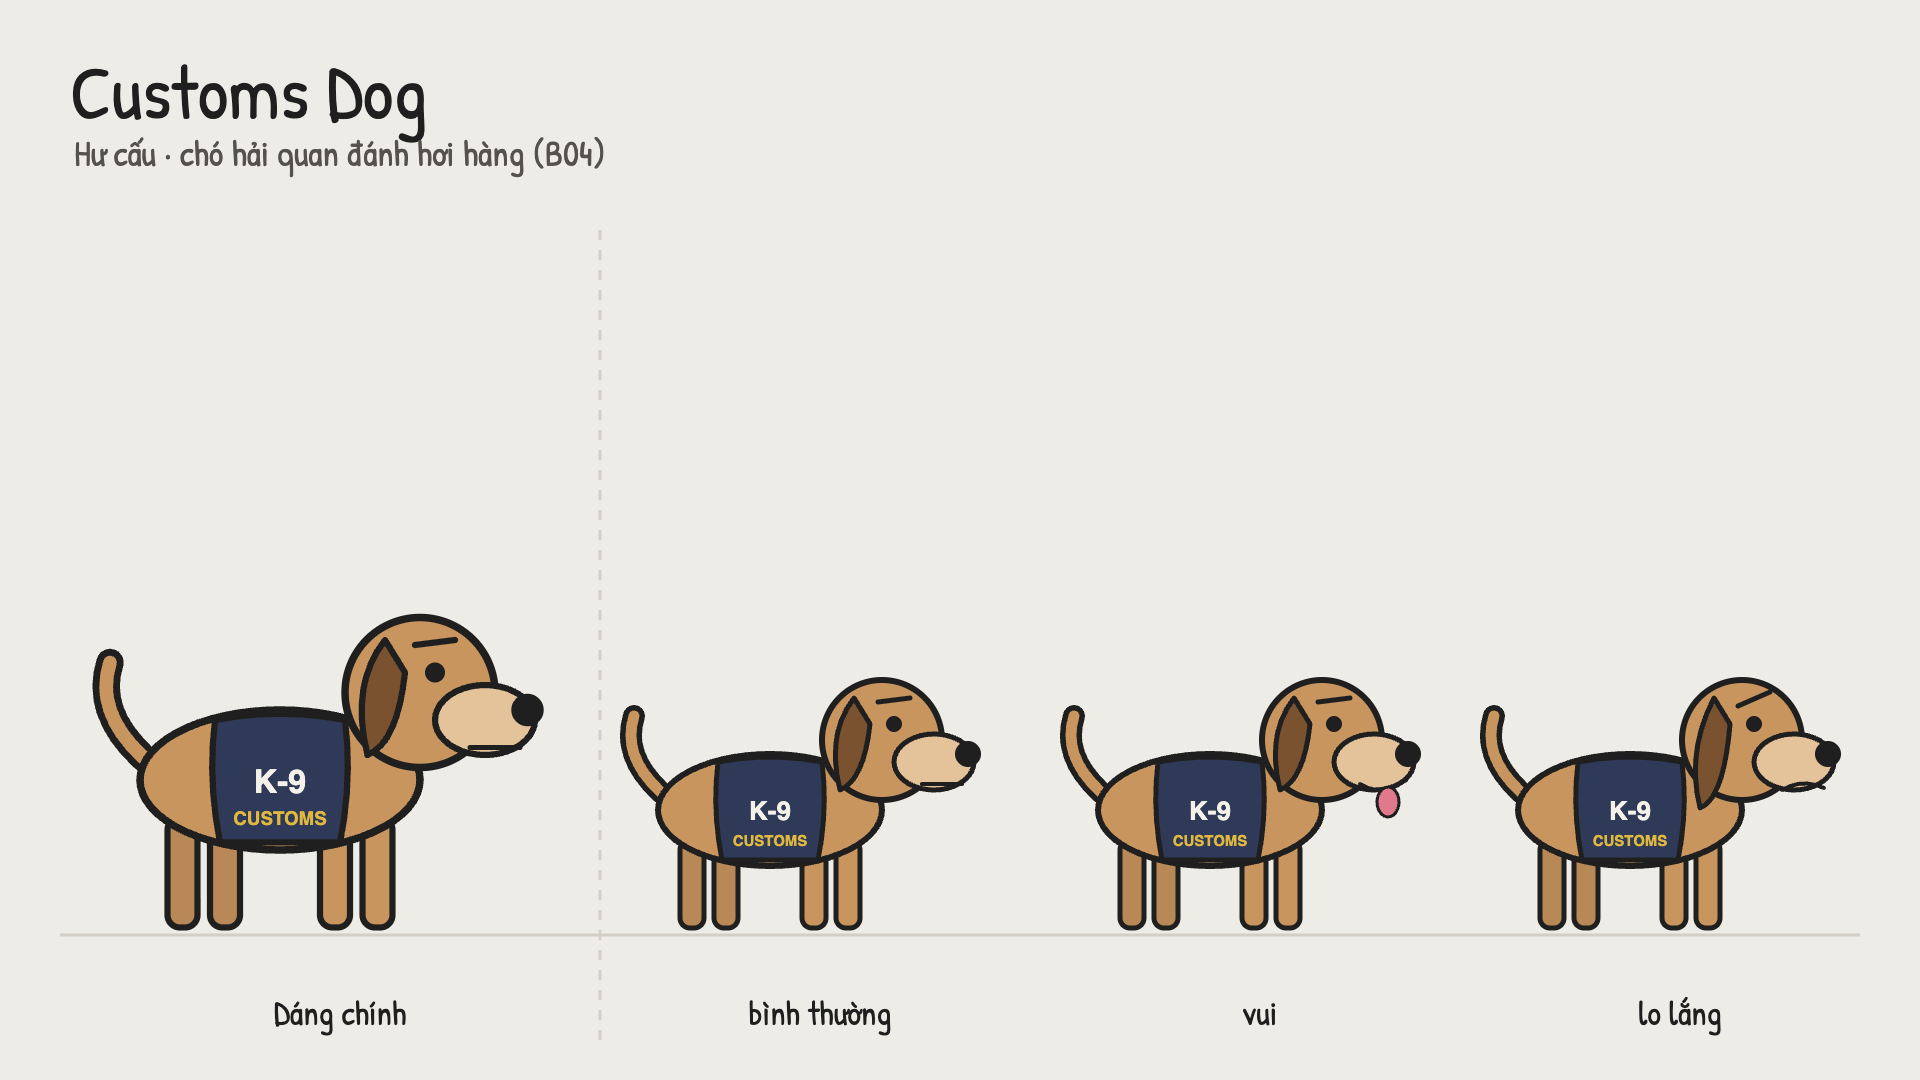 Customs Dog
Hư cấu · chó hải quan đánh hơi hàng (B04)
K-9
CUSTOMS
K-9
CUSTOMS
K-9
CUSTOMS
K-9
CUSTOMS
Dáng chính
bình thường
vui
lo lắng